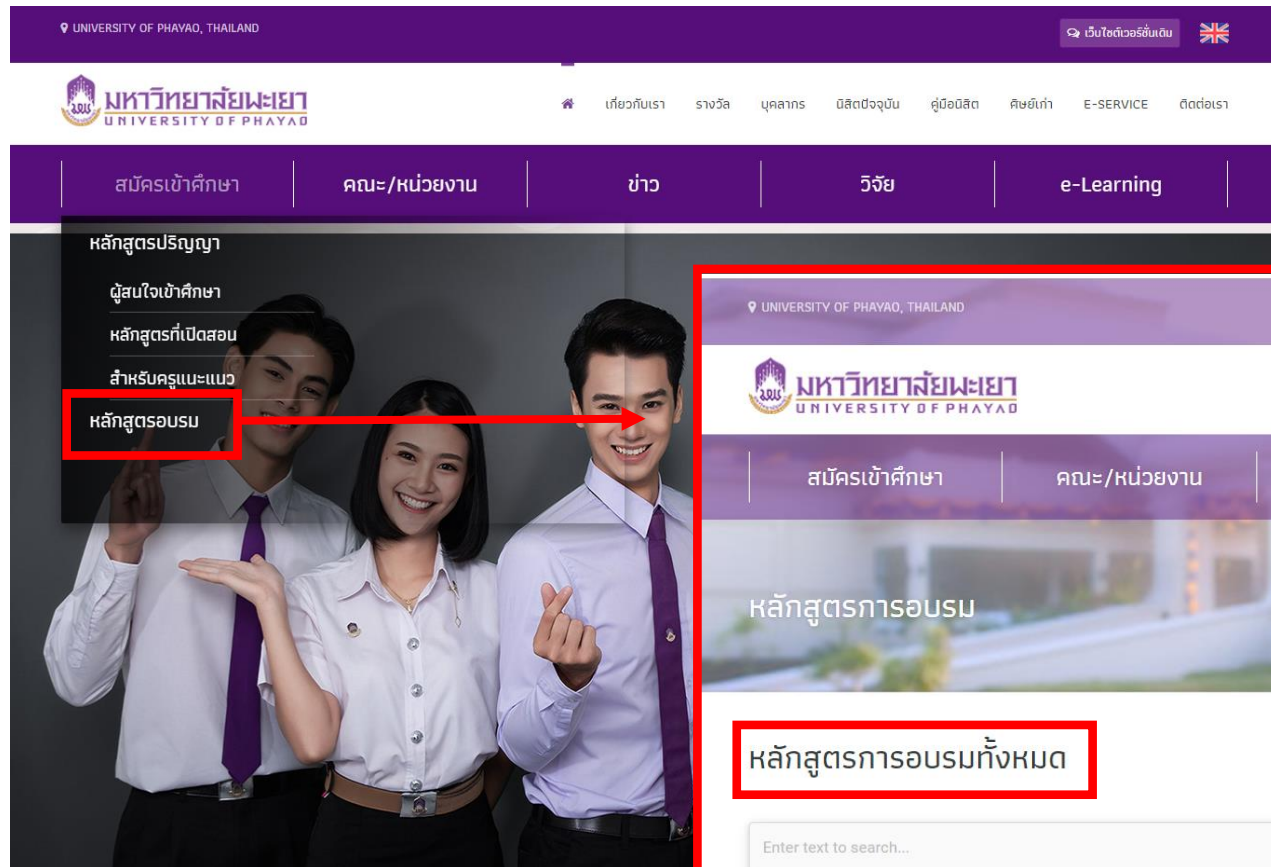 UNIVERSITY OF PHAYAO, THAILAND
เว็บไซต์เวอร์ชั่นเดิม
มหาวิทยาลัยพะเยา
UNIVERSITY OF PHAYAO
เกี่ยวกับเรา รางวัล บุคลากร นิสิตปัจจุบัน คู่มือนิสิต ศิษย์เก่า E-SERVICE ติดต่อเรา
สมัครเข้าศึกษา คณะ/หน่วยงาน ข่าว วิจัย e-Learning
หลักสูตรปริญญา
ผู้สนใจเข้าศึกษา
หลักสูตรที่เปิดสอน
สำหรับครูแนะแนว
หลักสูตรอบรม
UNIVERSITY OF PHAYAO, THAILAND
มหาวิทยาลัยพะเยา
UNIVERSITY OF PHAYAO
สมัครเข้าศึกษา คณะ/หน่วยงาน
หลักสูตรการอบรม
หลักสูตรการอบรมทั้งหมด
Enter text to search...